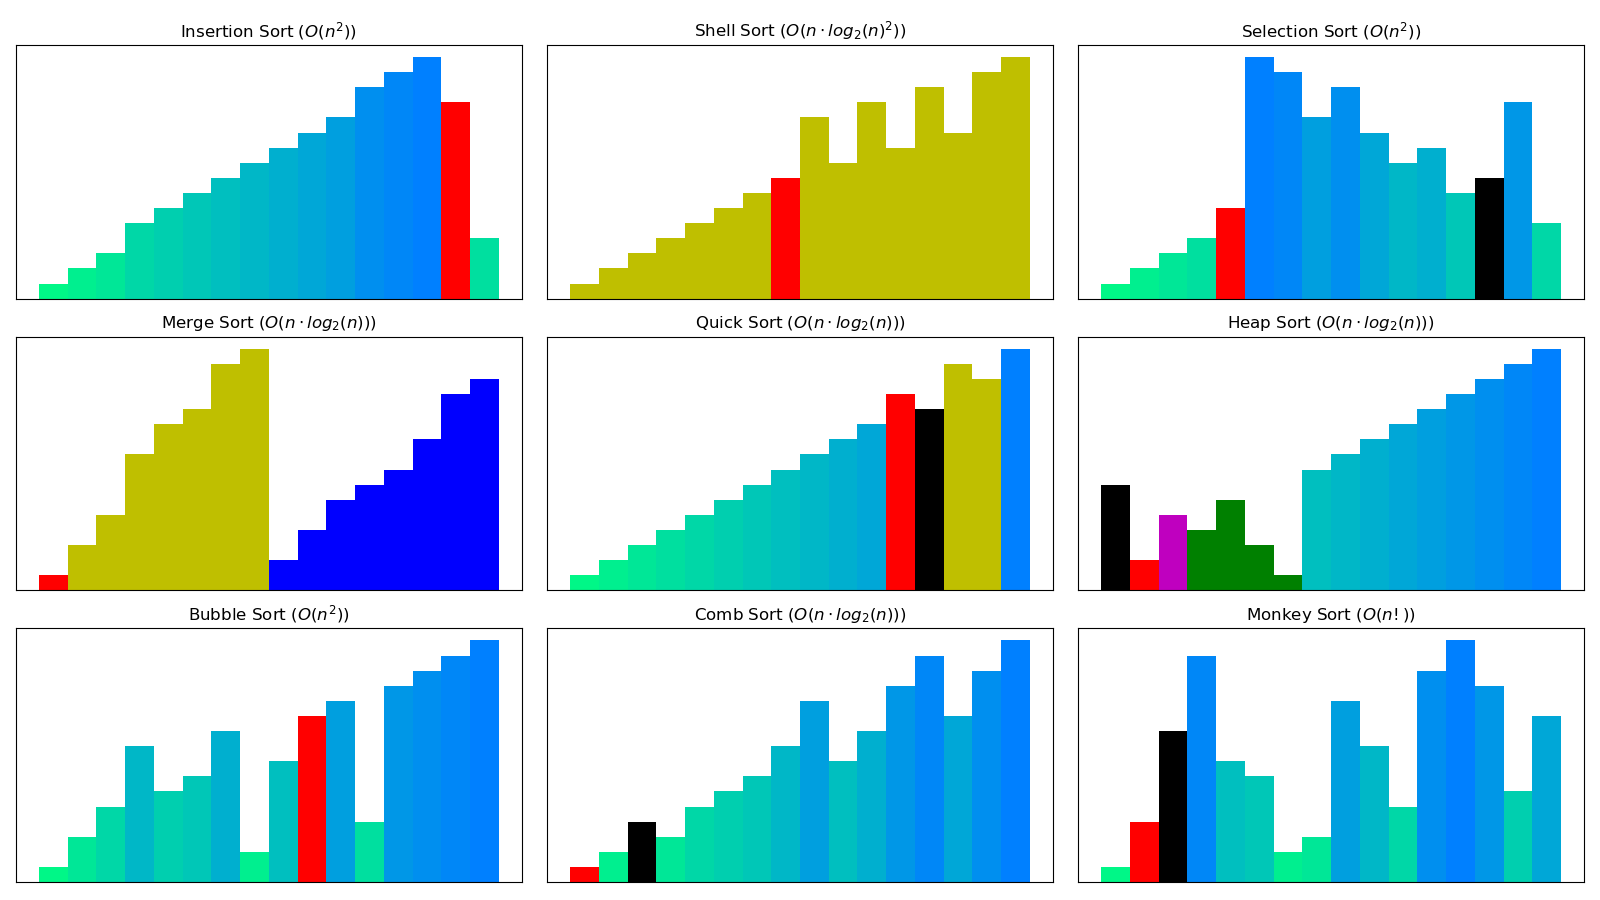 Insertion Sort (O(n²))
Shell Sort (O(n · log₂(n)²))
Selection Sort (O(n²))
Merge Sort (O(n · log₂(n)))
Quick Sort (O(n · log₂(n)))
Heap Sort (O(n · log₂(n)))
Bubble Sort (O(n²))
Comb Sort (O(n · log₂(n)))
Monkey Sort (O(n!))